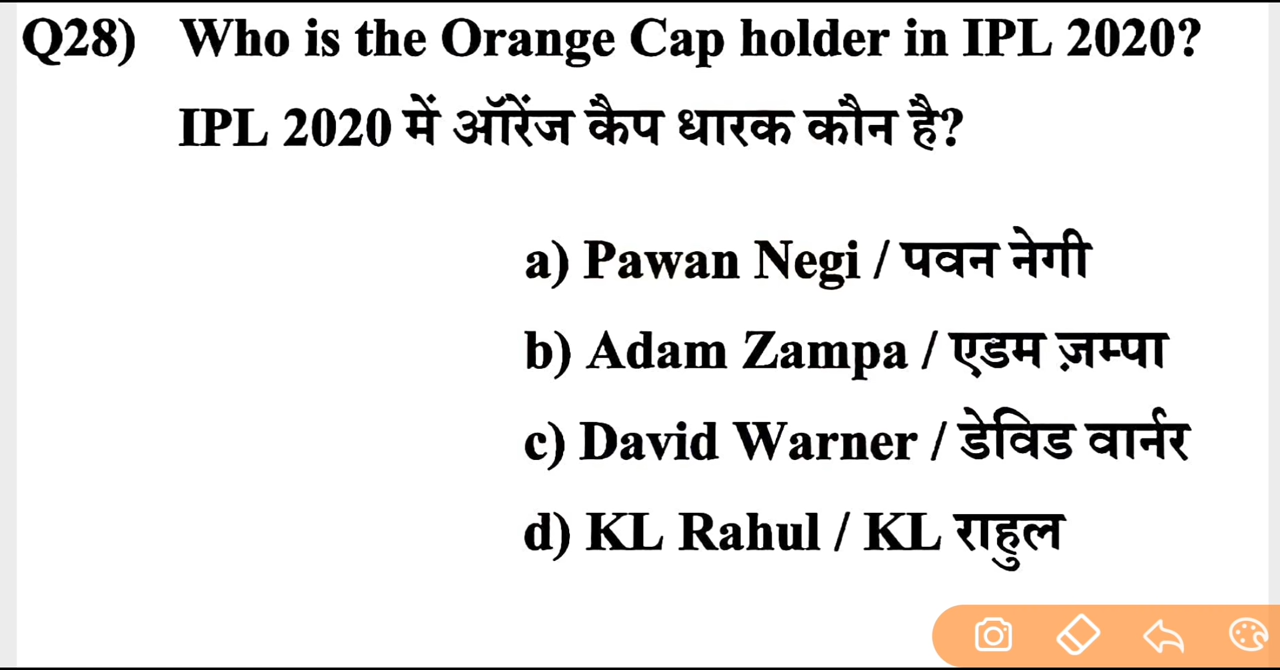 Q28) Who is the Orange Cap holder in IPL 2020?
IPL 2020 में ऑरेंज कैप धारक कौन है?
a) Pawan Negi / पवन नेगी
b) Adam Zampa / एडम ज़म्पा
c) David Warner / डेविड वार्नर
d) KL Rahul / KL राहुल